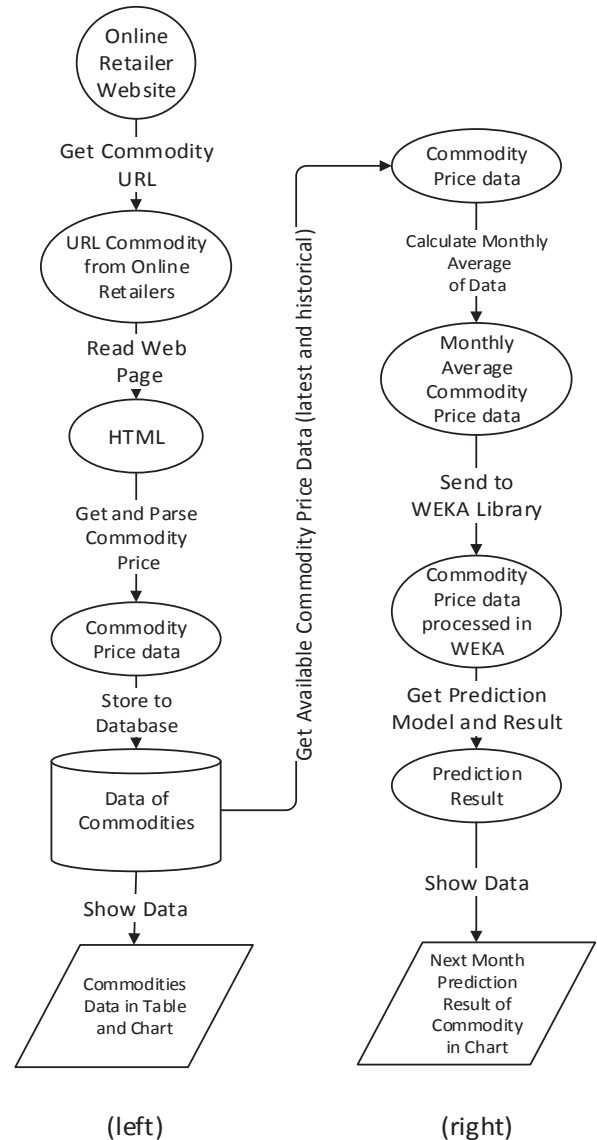 Online
Retailer
Website
Get Commodity
URL
URL Commodity
from Online
Retailers
Read Web
Page
HTML
Get and Parse
Commodity
Price
Commodity
Price data
Store to
Database
Data of
Commodities
Show Data
Commodities
Data in Table
and Chart
(left)
Get Available Commodity Price Data (latest and historical)
Commodity
Price data
Calculate Monthly
Average
of Data
Monthly
Average
Commodity
Price data
Send to
WEKA Library
Commodity
Price data
processed in
WEKA
Get Prediction
Model and Result
Prediction
Result
Show Data
Next Month
Prediction
Result of
Commodity
in Chart
(right)